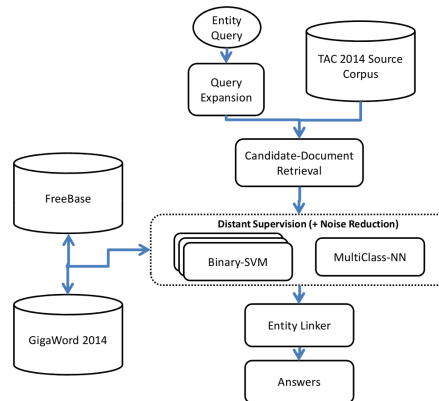 Entity
Query
TAC 2014 Source
Corpus
Query
Expansion
Candidate-Document
Retrieval
FreeBase
Distant Supervision (+ Noise Reduction)
Binary-SVM
MultiClass-NN
GigaWord 2014
Entity Linker
Answers